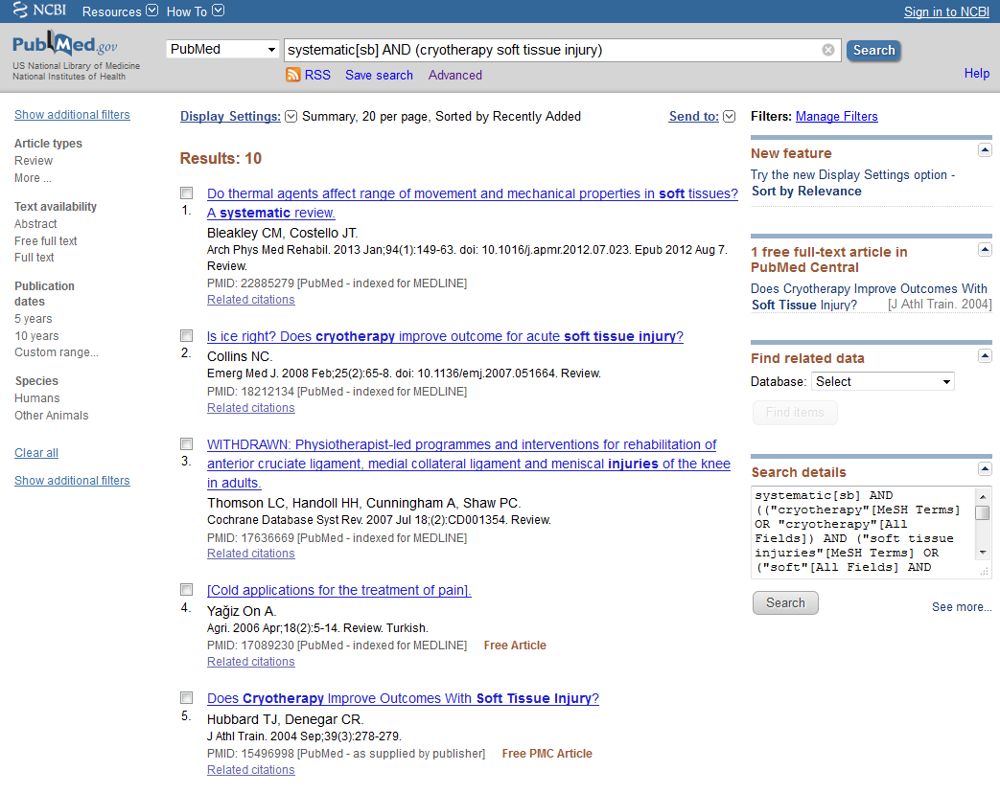 NCBI Resources How To Sign in to NCBI
PubMed.gov
US National Library of Medicine
National Institutes of Health
PubMed systematic[sb] AND (cryotherapy soft tissue injury) Search
RSS Save search Advanced Help
Show additional filters
Article types
Review
More ...
Text availability
Abstract
Free full text
Full text
Publication
dates
5 years
10 years
Custom range...
Species
Humans
Other Animals
Clear all
Show additional filters
Display Settings: Summary, 20 per page, Sorted by Recently Added Send to:
Results: 10
Do thermal agents affect range of movement and mechanical properties in soft tissues?
1. A systematic review.
Bleakley CM, Costello JT.
Arch Phys Med Rehabil. 2013 Jan;94(1):149-63. doi: 10.1016/j.apmr.2012.07.023. Epub 2012 Aug 7.
Review.
PMID: 22885279 [PubMed - indexed for MEDLINE]
Related citations
Is ice right? Does cryotherapy improve outcome for acute soft tissue injury?
2. Collins NC.
Emerg Med J. 2008 Feb;25(2):65-8. doi: 10.1136/emj.2007.051664. Review.
PMID: 18212134 [PubMed - indexed for MEDLINE]
Related citations
WITHDRAWN: Physiotherapist-led programmes and interventions for rehabilitation of
3. anterior cruciate ligament, medial collateral ligament and meniscal injuries of the knee
in adults.
Thomson LC, Handoll HH, Cunningham A, Shaw PC.
Cochrane Database Syst Rev. 2007 Jul 18;(2):CD001354. Review.
PMID: 17636669 [PubMed - indexed for MEDLINE]
Related citations
[Cold applications for the treatment of pain].
4. Yağiz On A.
Agri. 2006 Apr;18(2):5-14. Review. Turkish.
PMID: 17089230 [PubMed - indexed for MEDLINE] Free Article
Related citations
Does Cryotherapy Improve Outcomes With Soft Tissue Injury?
5. Hubbard TJ, Denegar CR.
J Athl Train. 2004 Sep;39(3):278-279.
PMID: 15496998 [PubMed - as supplied by publisher] Free PMC Article
Related citations
Filters: Manage Filters
New feature
Try the new Display Settings option -
Sort by Relevance
1 free full-text article in
PubMed Central
Does Cryotherapy Improve Outcomes With
Soft Tissue Injury? [J Athl Train. 2004]
Find related data
Database: Select
Find items
Search details
systematic[sb] AND
(("cryotherapy"[MeSH Terms]
OR "cryotherapy"[All
Fields]) AND ("soft tissue
injuries"[MeSH Terms] OR
("soft"[All Fields] AND
Search
See more...